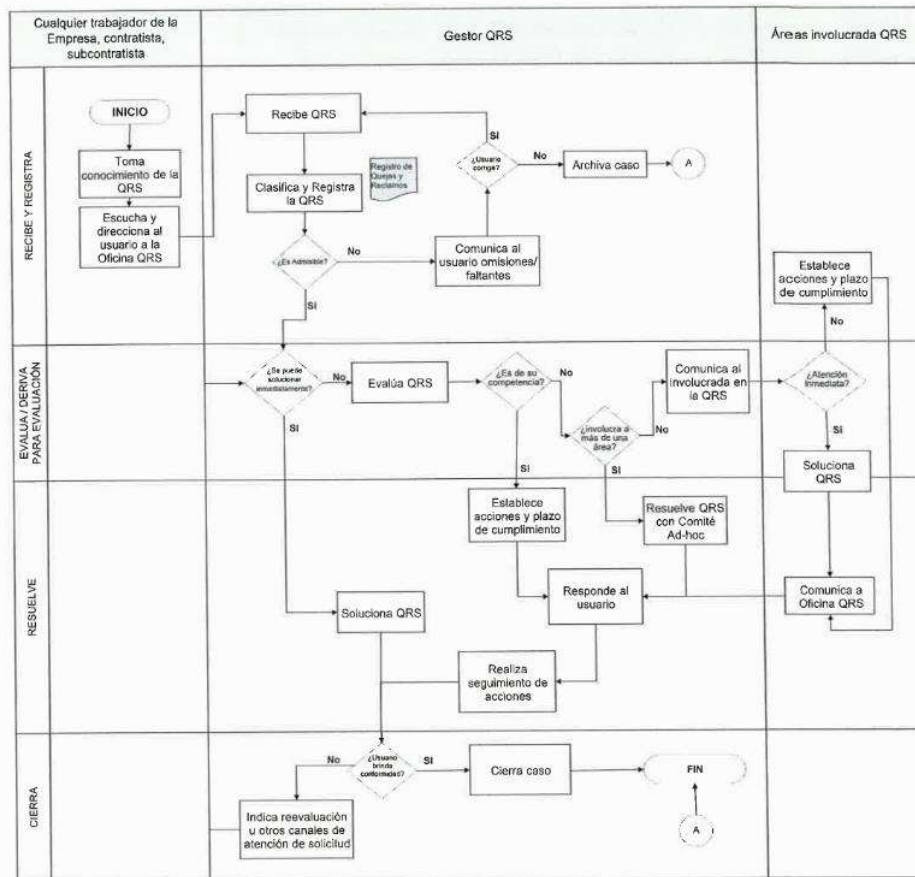 Cualquier trabajador de la
Empresa, contratista,
subcontratista
Gestor QRS
Áreas involucrada QRS
RECIBE Y REGISTRA
INICIO
Toma
conocimiento de la
QRS
Escucha y
direcciona al
usuario a la
Oficina QRS
Recibe QRS
Clasifica y Registra
la QRS
Registro de
Quejas y
Reclamos
¿Es Admisible?
No
SI
Comunica al
usuario omisiones/
faltantes
¿Usuario
corrige?
SI
No
Archiva caso
A
Establece
acciones y plazo
de cumplimiento
No
EVALUA / DERIVA
PARA EVALUACIÓN
¿Se puede
solucionar
inmediatamente?
No
SI
Evalúa QRS
¿Es de su
competencia?
No
SI
¿involucra a
más de una
área?
No
SI
Comunica al
involucrada en
la QRS
¿Atención
Inmediata?
SI
Soluciona
QRS
RESUELVE
Establece
acciones y plazo
de cumplimiento
Resuelve QRS
con Comité
Ad-hoc
Soluciona QRS
Responde al
usuario
Comunica a
Oficina QRS
Realiza
seguimiento de
acciones
CIERRA
¿Usuario
brinda
conformidad?
No
SI
Cierra caso
FIN
Indica reevaluación
u otros canales de
atención de solicitud
A